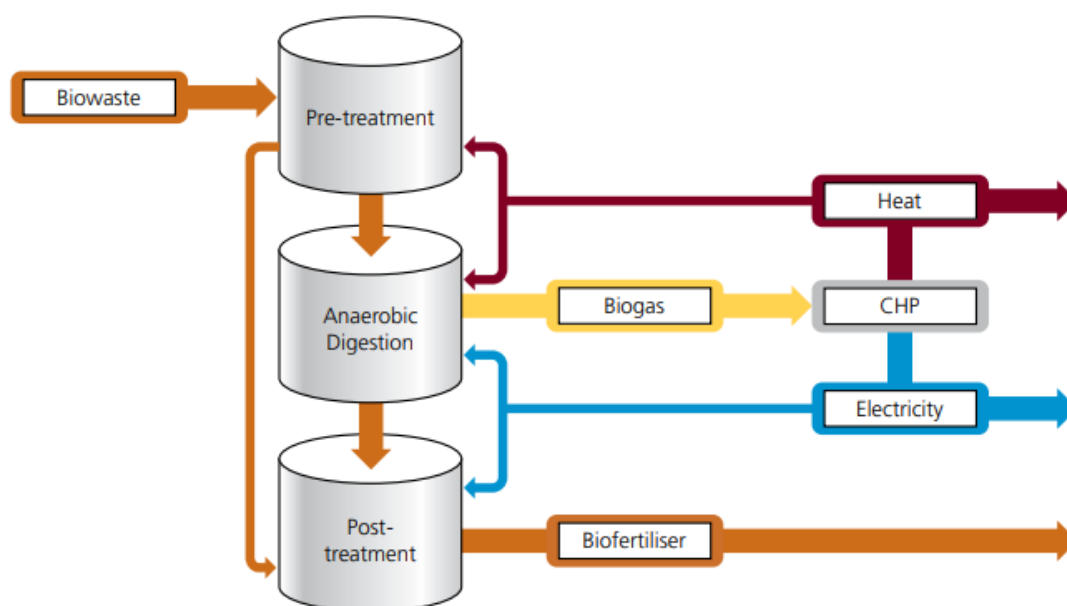 Biowaste
Pre-treatment
Heat
Anaerobic
Digestion
Biogas
CHP
Electricity
Post-
treatment
Biofertiliser